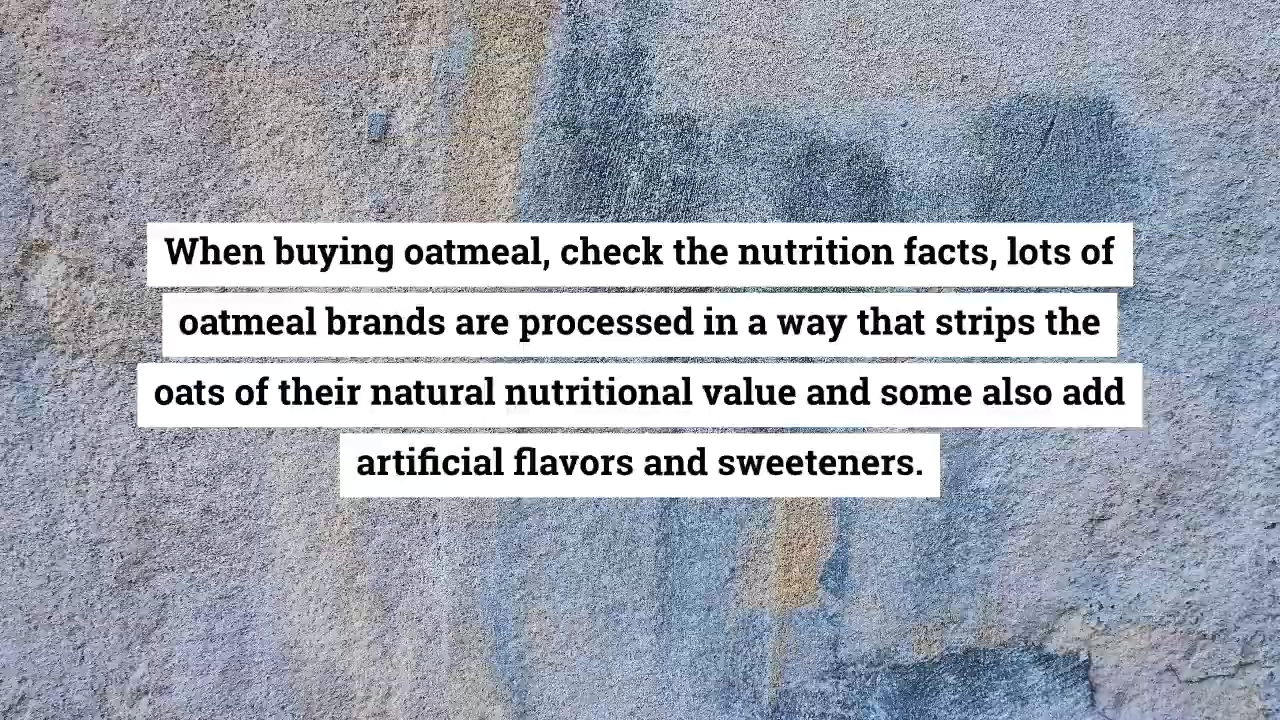 When buying oatmeal, check the nutrition facts, lots of
oatmeal brands are processed in a way that strips the
oats of their natural nutritional value and some also add
artificial flavors and sweeteners.